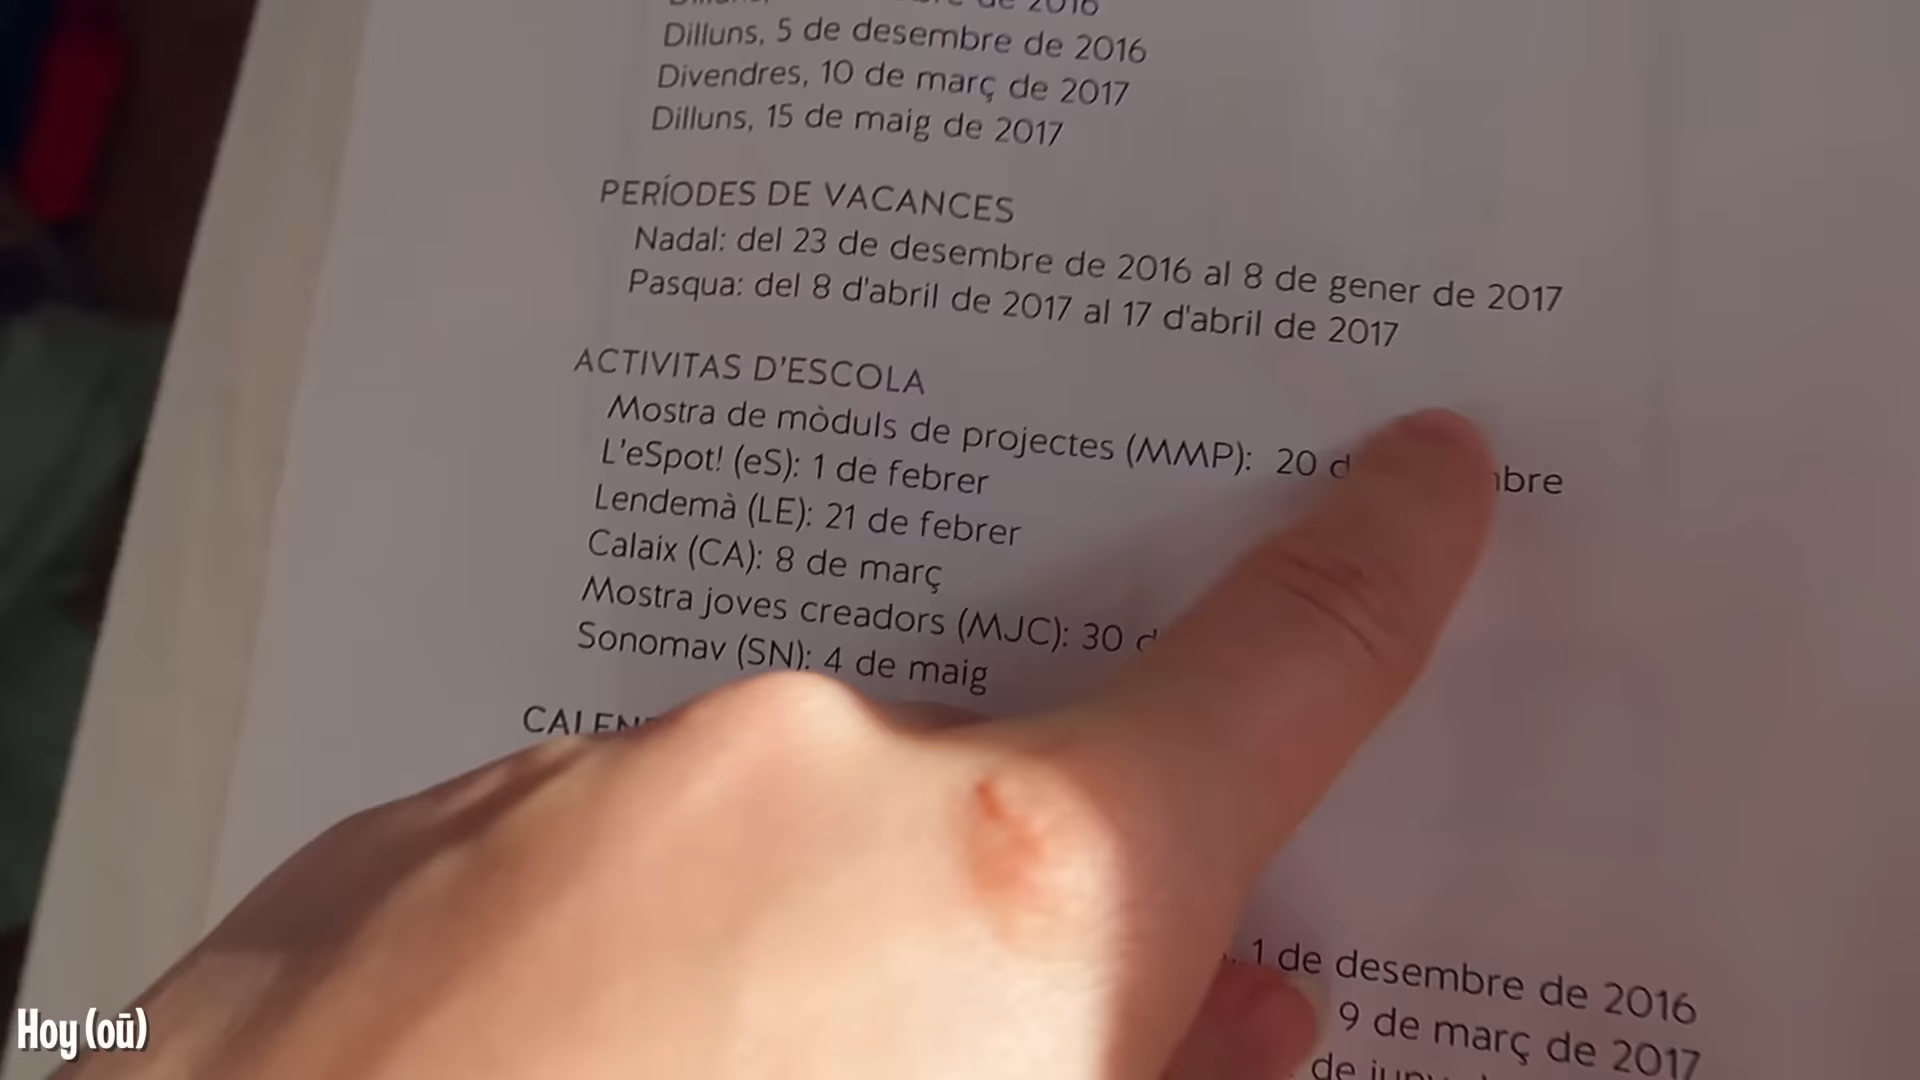 de 2016
Dilluns, 5 de desembre de 2016
Divendres, 10 de març de 2017
Dilluns, 15 de maig de 2017
PERÍODES DE VACANCES
Nadal: del 23 de desembre de 2016 al 8 de gener de 2017
Pasqua: del 8 d'abril de 2017 al 17 d'abril de 2017
ACTIVITAS D'ESCOLA
Mostra de mòduls de projectes (MMP): 20
L'eSpot! (eS): 1 de febrer
Lendemà (LE): 21 de febrer
Calaix (CA): 8 de març
Mostra joves creadors (MJC): 30
Sonomav (SN): 4 de maig
1 de desembre de 2016
9 de març de 2017
de
Hoy (oū)